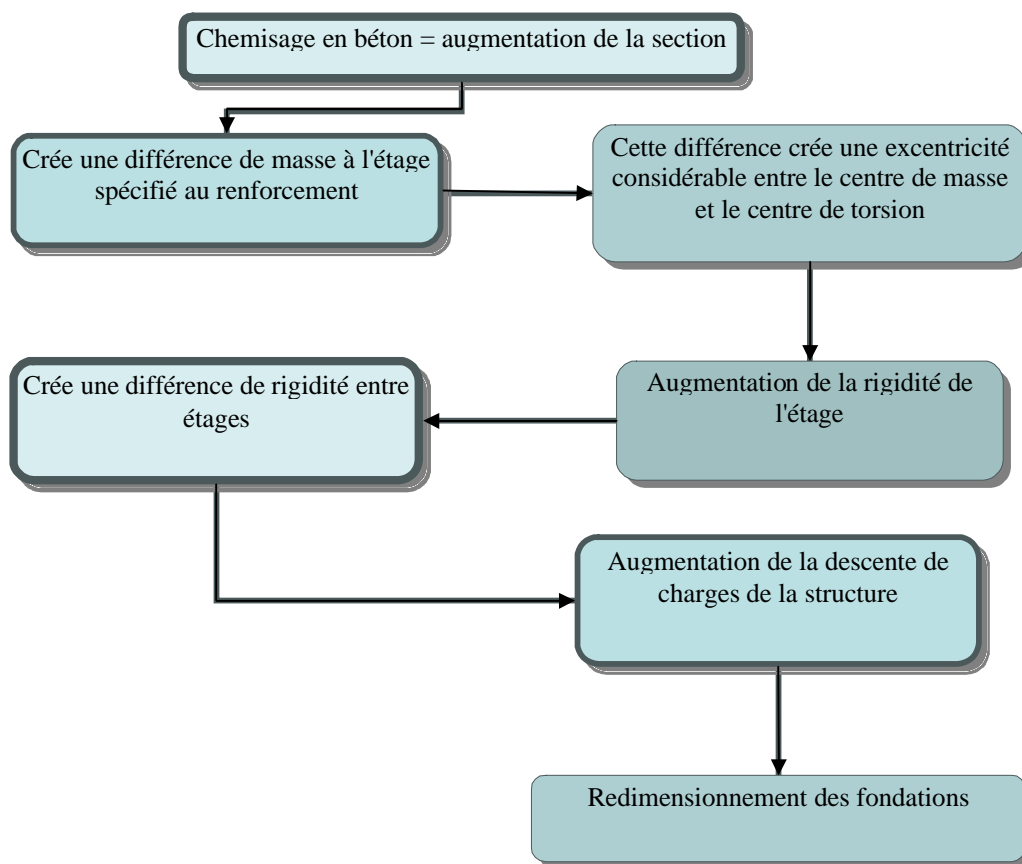 Chemisage en béton = augmentation de la section
Crée une différence de masse à l'étage
spécifié au renforcement
Cette différence crée une excentricité
considérable entre le centre de masse
et le centre de torsion
Augmentation de la rigidité de
l'étage
Crée une différence de rigidité entre
étages
Augmentation de la descente de
charges de la structure
Redimensionnement des fondations